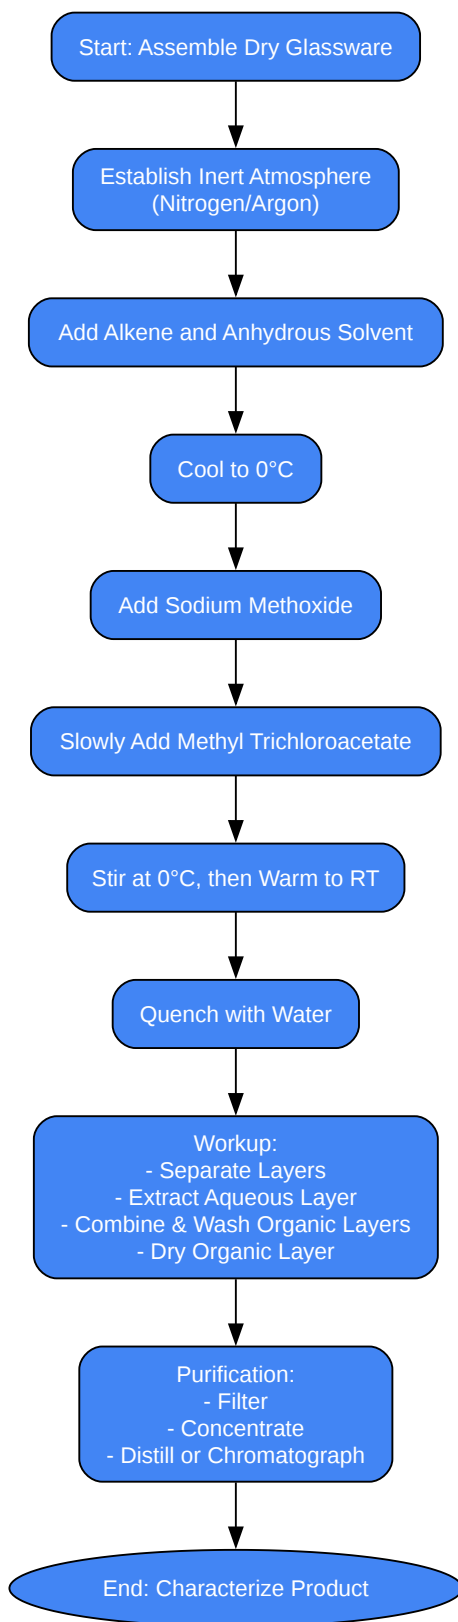 Start: Assemble Dry Glassware
Establish Inert Atmosphere
(Nitrogen/Argon)
Add Alkene and Anhydrous Solvent
Cool to 0°C
Add Sodium Methoxide
Slowly Add Methyl Trichloroacetate
Stir at 0°C, then Warm to RT
Quench with Water
Workup:
- Separate Layers
- Extract Aqueous Layer
- Combine & Wash Organic Layers
- Dry Organic Layer
Purification:
- Filter
- Concentrate
- Distill or Chromatograph
End: Characterize Product